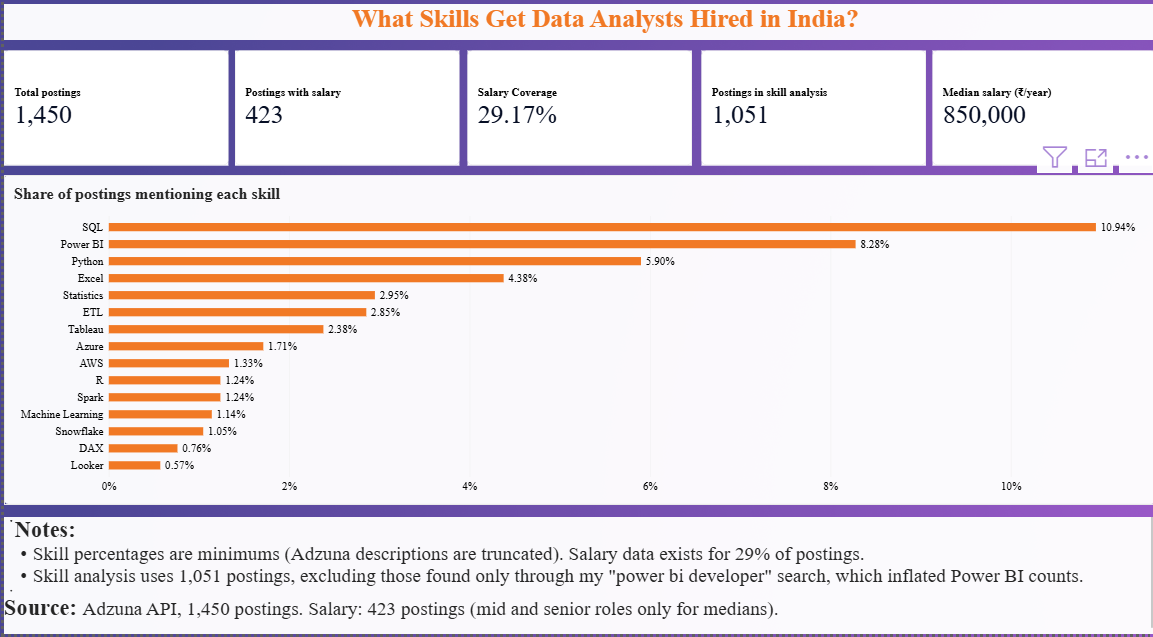 What Skills Get Data Analysts Hired in India?
Total postings
1,450
Postings with salary
423
Salary Coverage
29.17%
Postings in skill analysis
1,051
Median salary (₹/year)
850,000
Share of postings mentioning each skill
SQL 10.94%
Power BI 8.28%
Python 5.90%
Excel 4.38%
Statistics 2.95%
ETL 2.85%
Tableau 2.38%
Azure 1.71%
AWS 1.33%
R 1.24%
Spark 1.24%
Machine Learning 1.14%
Snowflake 1.05%
DAX 0.76%
Looker 0.57%
0% 2% 4% 6% 8% 10%
Notes:
• Skill percentages are minimums (Adzuna descriptions are truncated). Salary data exists for 29% of postings.
• Skill analysis uses 1,051 postings, excluding those found only through my "power bi developer" search, which inflated Power BI counts.
Source: Adzuna API, 1,450 postings. Salary: 423 postings (mid and senior roles only for medians).